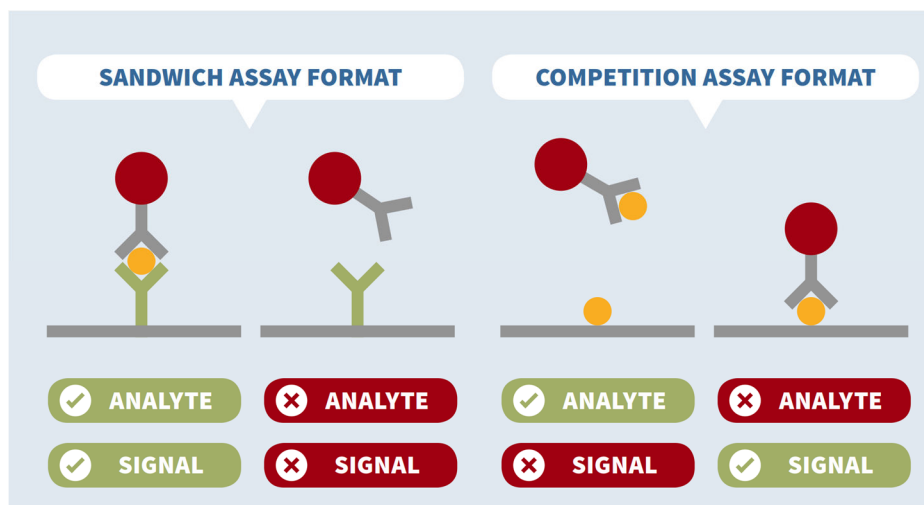 SANDWICH ASSAY FORMAT
COMPETITION ASSAY FORMAT
ANALYTE
ANALYTE
ANALYTE
ANALYTE
SIGNAL
SIGNAL
SIGNAL
SIGNAL